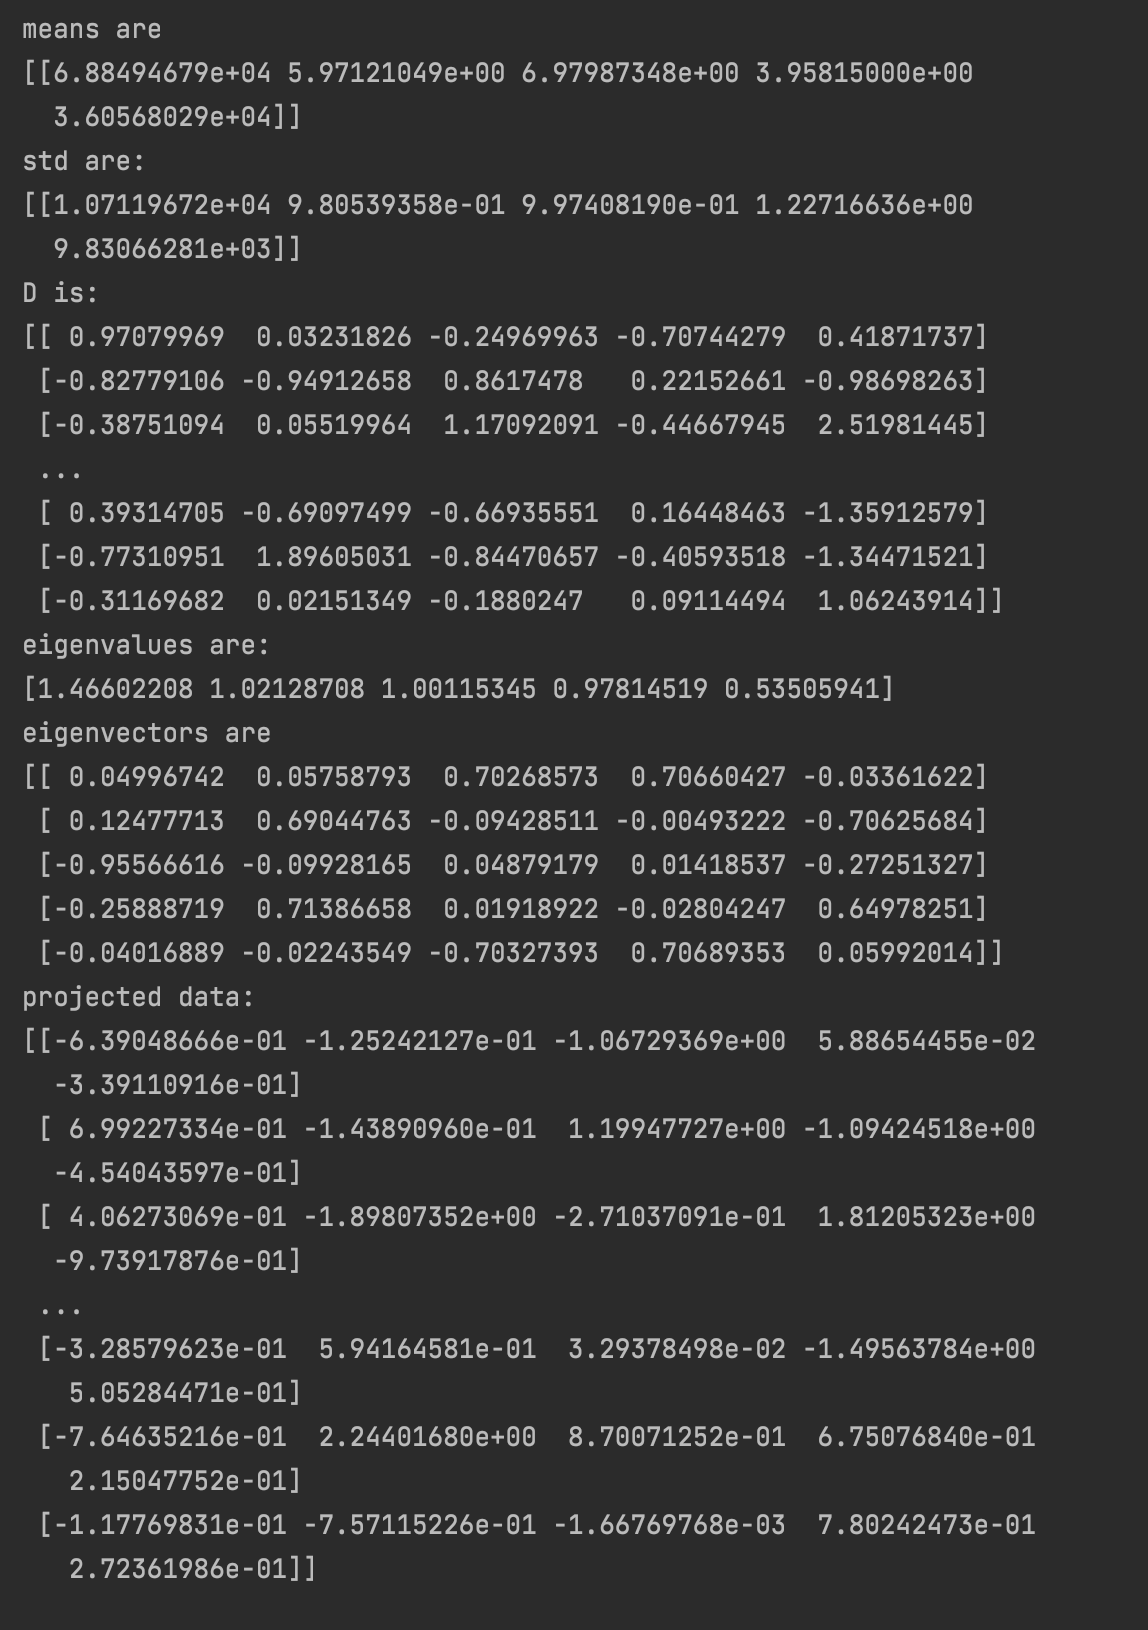 means are
[[6.88494679e+04 5.97121049e+00 6.97987348e+00 3.95815000e+00
  3.60568029e+04]]
std are:
[[1.07119672e+04 9.80539358e-01 9.97408190e-01 1.22716636e+00
  9.83066281e+03]]
D is:
[[ 0.97079969  0.03231826 -0.24969963 -0.70744279  0.41871737]
 [-0.82779106 -0.94912658  0.8617478   0.22152661 -0.98698263]
 [-0.38751094  0.05519964  1.17092091 -0.44667945  2.51981445]
 ...
 [ 0.39314705 -0.69097499 -0.66935551  0.16448463 -1.35912579]
 [-0.77310951  1.89605031 -0.84470657 -0.40593518 -1.34471521]
 [-0.31169682  0.02151349 -0.1880247   0.09114494  1.06243914]]
eigenvalues are:
[1.46602208 1.02128708 1.00115345 0.97814519 0.53505941]
eigenvectors are
[[ 0.04996742  0.05758793  0.70268573  0.70660427 -0.03361622]
 [ 0.12477713  0.69044763 -0.09428511 -0.00493222 -0.70625684]
 [-0.95566616 -0.09928165  0.04879179  0.01418537 -0.27251327]
 [-0.25888719  0.71386658  0.01918922 -0.02804247  0.64978251]
 [-0.04016889 -0.02243549 -0.70327393  0.70689353  0.05992014]]
projected data:
[[-6.39048666e-01 -1.25242127e-01 -1.06729369e+00  5.88654455e-02
  -3.39110916e-01]
 [ 6.99227334e-01 -1.43890960e-01  1.19947727e+00 -1.09424518e+00
  -4.54043597e-01]
 [ 4.06273069e-01 -1.89807352e+00 -2.71037091e-01  1.81205323e+00
  -9.73917876e-01]
 ...
 [-3.28579623e-01  5.94164581e-01  3.29378498e-02 -1.49563784e+00
   5.05284471e-01]
 [-7.64635216e-01  2.24401680e+00  8.70071252e-01  6.75076840e-01
   2.15047752e-01]
 [-1.17769831e-01 -7.57115226e-01 -1.66769768e-03  7.80242473e-01
   2.72361986e-01]]